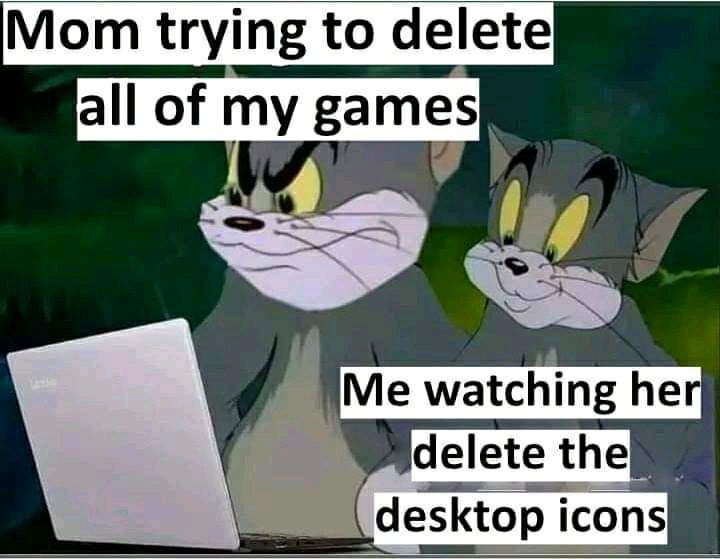 Mom trying to delete
all of my games
Me watching her
delete the
desktop icons